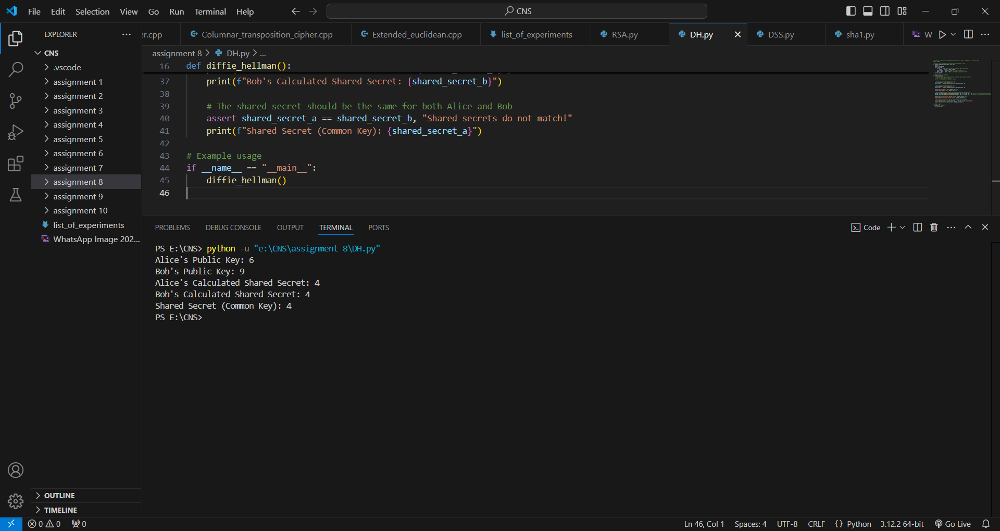 File Edit Selection View Go Run Terminal Help
CNS
EXPLORER
er.cpp
Columnar_transposition_cipher.cpp
Extended_euclidean.cpp
list_of_experiments
RSA.py
DH.py
DSS.py
sha1.py
W
CNS
.vscode
assignment 1
assignment 2
assignment 3
assignment 4
assignment 5
assignment 6
assignment 7
assignment 8
assignment 9
assignment 10
list_of_experiments
WhatsApp Image 202...
OUTLINE
TIMELINE
assignment 8 > DH.py > ...
16 def diffie_hellman():
37 print(f"Bob's Calculated Shared Secret: {shared_secret_b}")
38
39 # The shared secret should be the same for both Alice and Bob
40 assert shared_secret_a == shared_secret_b, "Shared secrets do not match!"
41 print(f"Shared Secret (Common Key): {shared_secret_a}")
42
43 # Example usage
44 if __name__ == "__main__":
45 diffie_hellman()
46
PROBLEMS DEBUG CONSOLE OUTPUT TERMINAL PORTS
Code
PS E:\CNS> python -u "e:\CNS\assignment 8\DH.py"
Alice's Public Key: 6
Bob's Public Key: 9
Alice's Calculated Shared Secret: 4
Bob's Calculated Shared Secret: 4
Shared Secret (Common Key): 4
PS E:\CNS>
0 0 0
Ln 46, Col 1 Spaces: 4 UTF-8 CRLF {} Python 3.12.2 64-bit Go Live